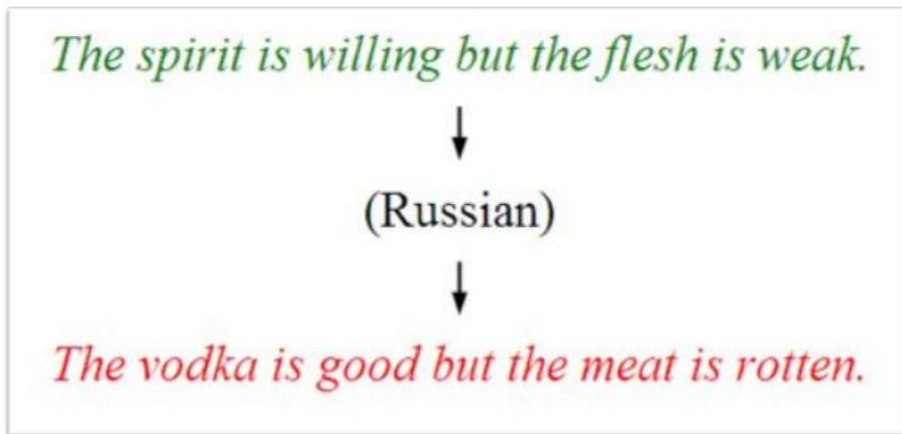 The spirit is willing but the flesh is weak.
(Russian)
The vodka is good but the meat is rotten.